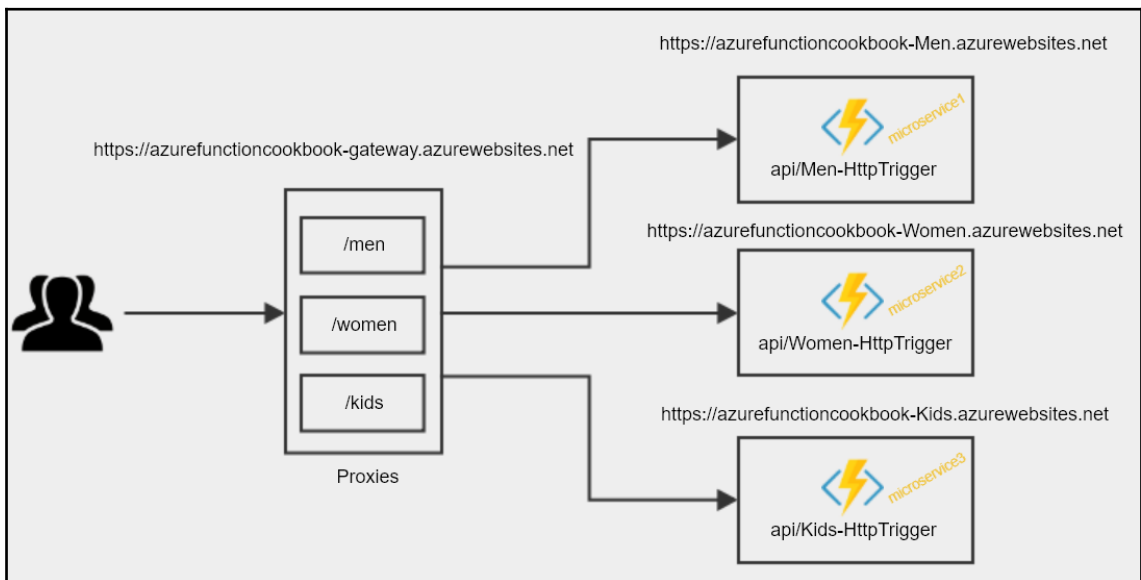 https://azurefunctioncookbook-Men.azurewebsites.net
microservice1
api/Men-HttpTrigger
https://azurefunctioncookbook-gateway.azurewebsites.net
/men
/women
/kids
Proxies
https://azurefunctioncookbook-Women.azurewebsites.net
microservice2
api/Women-HttpTrigger
https://azurefunctioncookbook-Kids.azurewebsites.net
microservice3
api/Kids-HttpTrigger